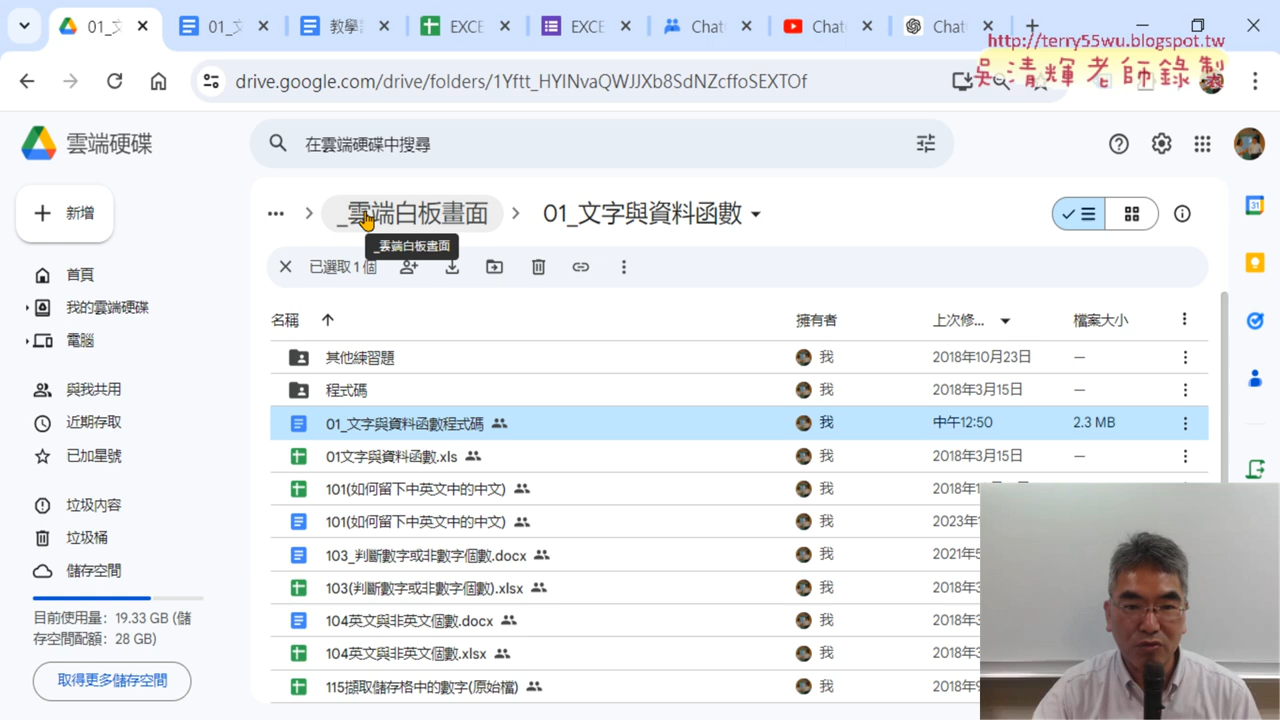 01_文
01_文
教學
EXCE
EXCE
Chat
Chat
Chat
http://terry55wu.blogspot.tw
吳清輝老師錄製
drive.google.com/drive/folders/1Yftt_HYlNvaQWJJXb8SdNZcffoSEXTOf
雲端硬碟
在雲端硬碟中搜尋
新增
_雲端白板畫面
01_文字與資料函數
_雲端白板畫面
已選取 1 個
首頁
我的雲端硬碟
電腦
與我共用
近期存取
已加星號
垃圾內容
垃圾桶
儲存空間
目前使用量：19.33 GB (儲
存空間配額：28 GB)
取得更多儲存空間
名稱 擁有者 上次修... 檔案大小
其他練習題 我 2018年10月23日 —
程式碼 我 2018年3月15日 —
01_文字與資料函數程式碼 我 中午12:50 2.3 MB
01文字與資料函數.xls 我 2018年3月15日 —
101(如何留下中英文中的中文) 我 2018年1
101(如何留下中英文中的中文) 我 2023年1
103_判斷數字或非數字個數.docx 我 2021年5
103(判斷數字或非數字個數).xlsx 我 2018年3
104英文與非英文個數.docx 我 2018年3
104英文與非英文個數.xlsx 我 2018年3
115擷取儲存格中的數字(原始檔) 我 2018年9
31